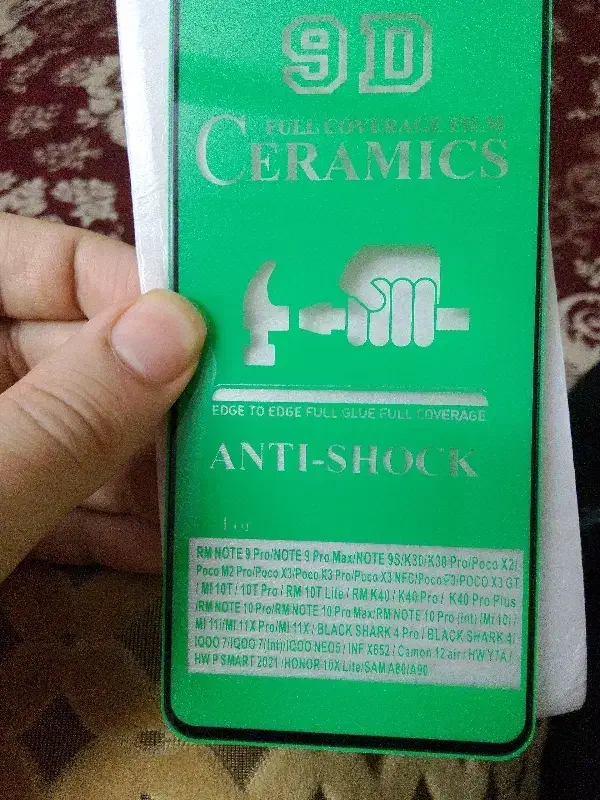 9D
FULL COVERAGE FILM
CERAMICS
EDGE TO EDGE FULL GLUE FULL COVERAGE
ANTI-SHOCK
For
RM NOTE 9 Pro/NOTE 9 Pro Max/NOTE 9S/K30/K30 Pro/Poco X2/
Poco M2 Pro/Poco X3/Poco X3 Pro/Poco X3 NFC/Poco F3/POCO X3 GT
/MI 10T / 10T Pro / RM 10T Lite / RM K40 / K40 Pro / K40 Pro Plus
/RM NOTE 10 Pro/RM NOTE 10 Pro Max/RM NOTE 10 Pro (int) /MI 10i /
MI 11i/MI 11X Pro/MI 11X / BLACK SHARK 4 Pro / BLACK SHARK 4/
IQOO 7/IQOO 7(Int)/IQOO NEO5 / INF X652 / Camon 12 air / HW Y7A /
HW P SMART 2021 /HONOR 10X Lite/SAM A80/A90